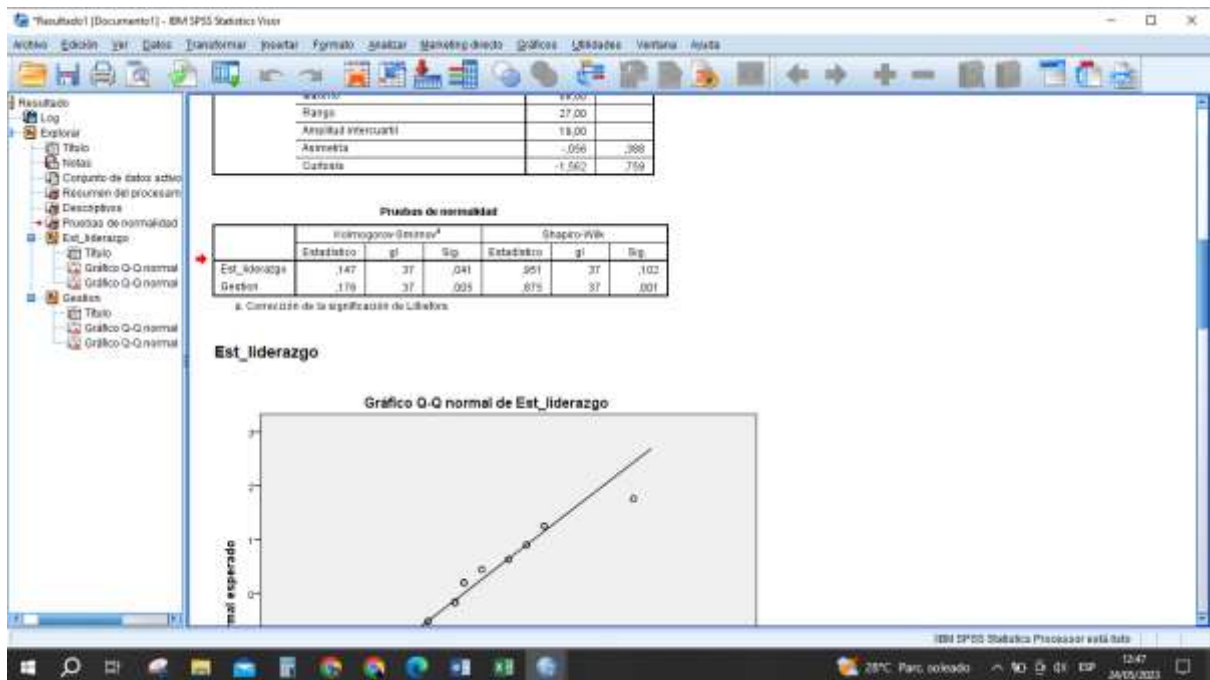 *Resultado1 [Documento1] - IBM SPSS Statistics Visor
Archivo Edición Ver Datos Transformar Insertar Formato Analizar Marketing directo Gráficos Utilidades Ventana Ayuda
Resultado
Log
Explorar
Título
Notas
Conjunto de datos activo
Resumen del procesam
Descriptivos
Pruebas de normalidad
Est_liderazgo
Título
Gráfico Q-Q normal
Gráfico Q-Q normal
Gestion
Título
Gráfico Q-Q normal
Gráfico Q-Q normal
Rango 27,00
Amplitud intercuartil 18,00
Asimetría -,056 ,388
Curtosis -1,562 ,759
Pruebas de normalidad
Kolmogorov-Smirnov a Shapiro-Wilk
Estadístico gl Sig. Estadístico gl Sig.
Est_liderazgo ,147 37 ,041 ,951 37 ,102
Gestion ,178 37 ,005 ,875 37 ,001
a. Corrección de la significación de Lilliefors
Est_liderazgo
Gráfico Q-Q normal de Est_liderazgo
3
2
1
0
mal esperado
IBM SPSS Statistics Processor está listo
28°C Parc. soleado ESP 12:47
24/05/2023